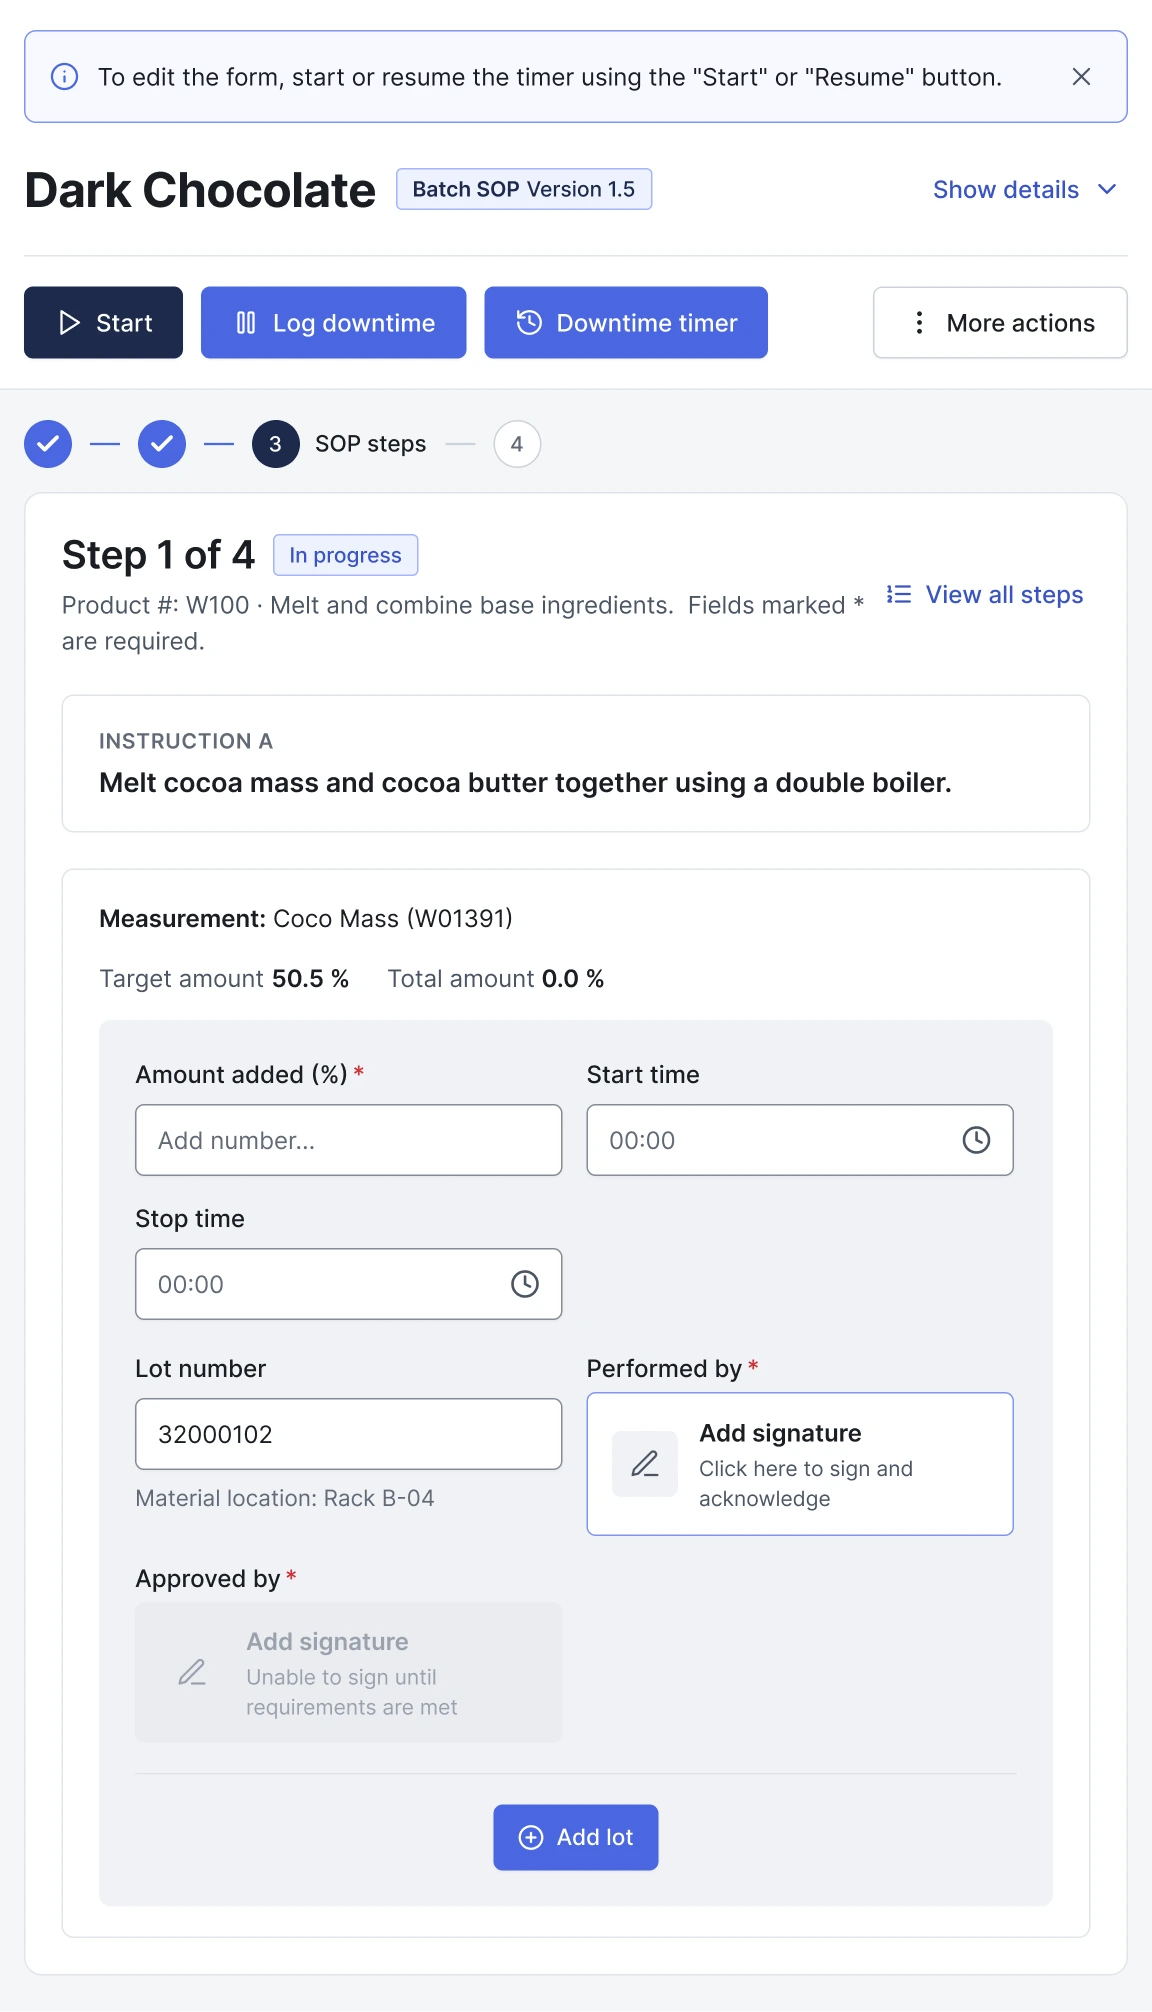 To edit the form, start or resume the timer using the "Start" or "Resume" button.
Dark Chocolate
Batch SOP Version 1.5
Show details
Start
Log downtime
Downtime timer
More actions
3
SOP steps
4
Step 1 of 4
In progress
Product #: W100 · Melt and combine base ingredients.  Fields marked *
are required.
View all steps
INSTRUCTION A
Melt cocoa mass and cocoa butter together using a double boiler.
Measurement: Coco Mass (W01391)
Target amount 50.5 %
Total amount 0.0 %
Amount added (%) *
Start time
Add number...
00:00
Stop time
00:00
Lot number
Performed by *
32000102
Add signature
Click here to sign and
acknowledge
Material location: Rack B-04
Approved by *
Add signature
Unable to sign until
requirements are met
Add lot